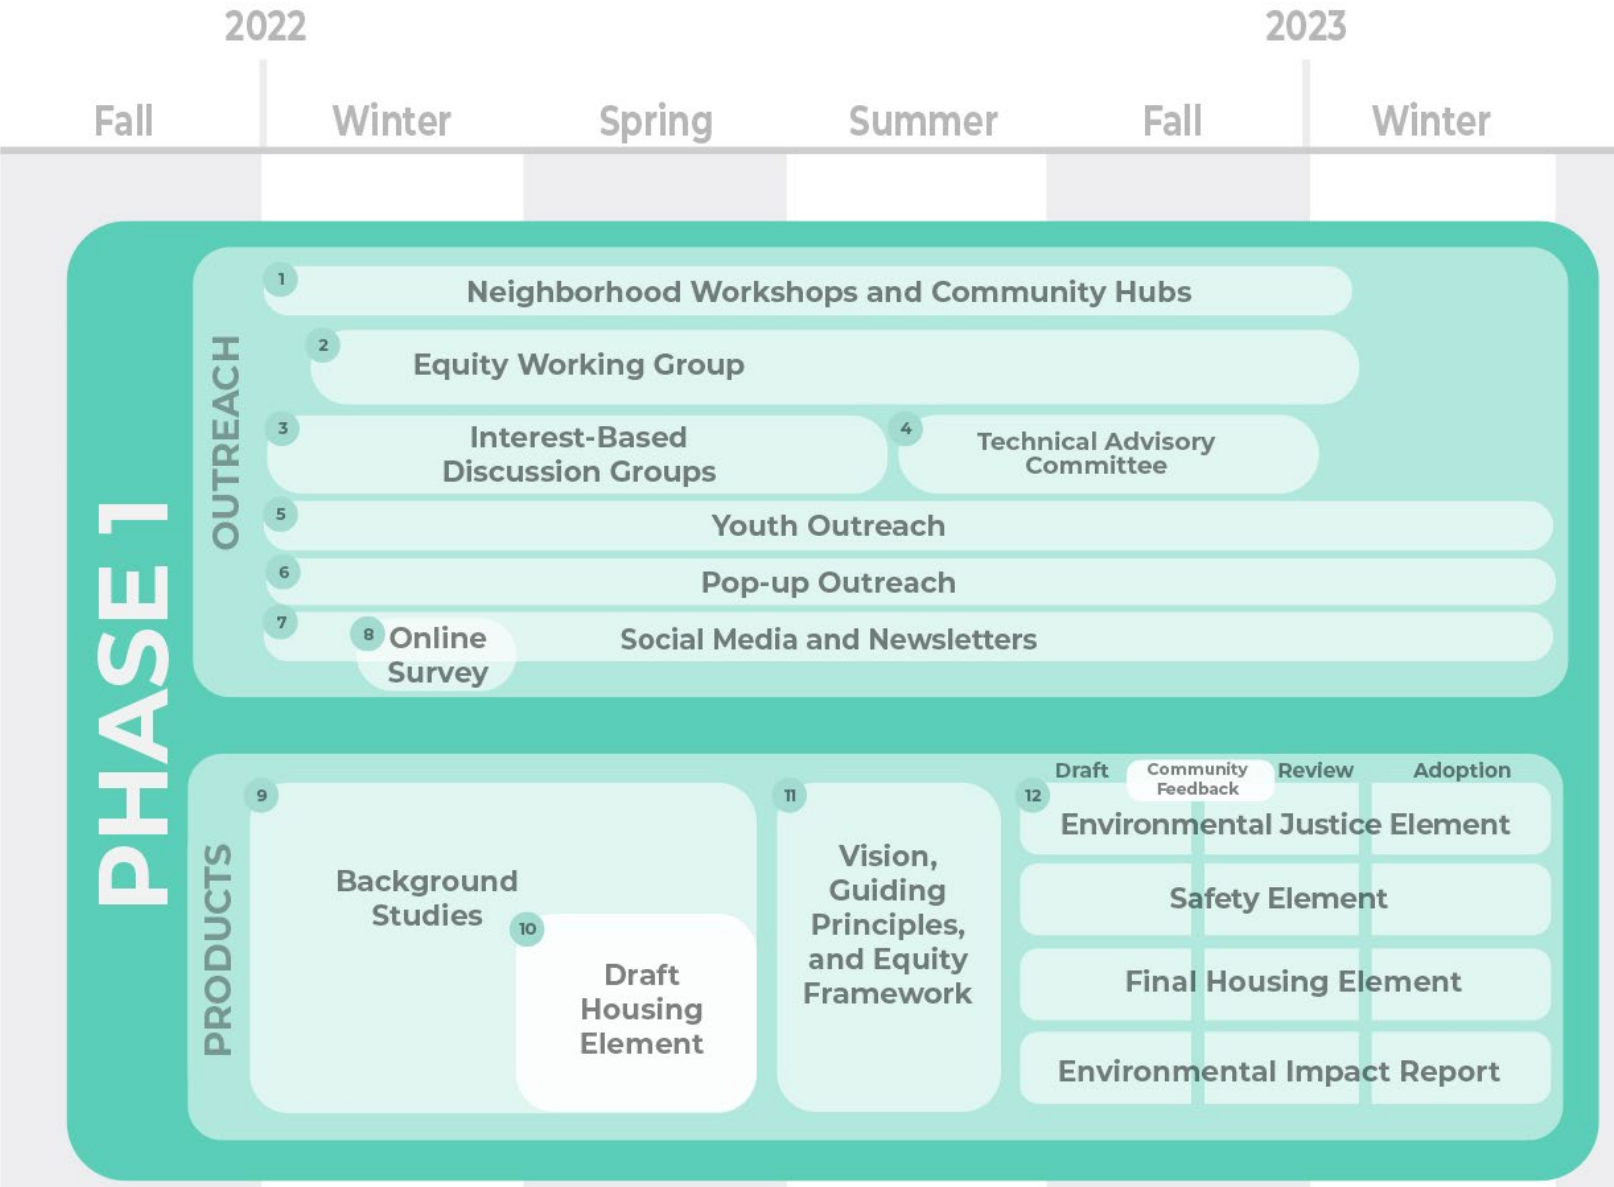 2022
2023
Fall
Winter
Spring
Summer
Fall
Winter
PHASE 1
OUTREACH
1
Neighborhood Workshops and Community Hubs
2
Equity Working Group
3
Interest-Based
Discussion Groups
4
Technical Advisory
Committee
5
Youth Outreach
6
Pop-up Outreach
7
8
Online
Survey
Social Media and Newsletters
PRODUCTS
9
Background
Studies
10
Draft
Housing
Element
11
Vision,
Guiding
Principles,
and Equity
Framework
12
Draft
Community
Feedback
Review
Adoption
Environmental Justice Element
Safety Element
Final Housing Element
Environmental Impact Report